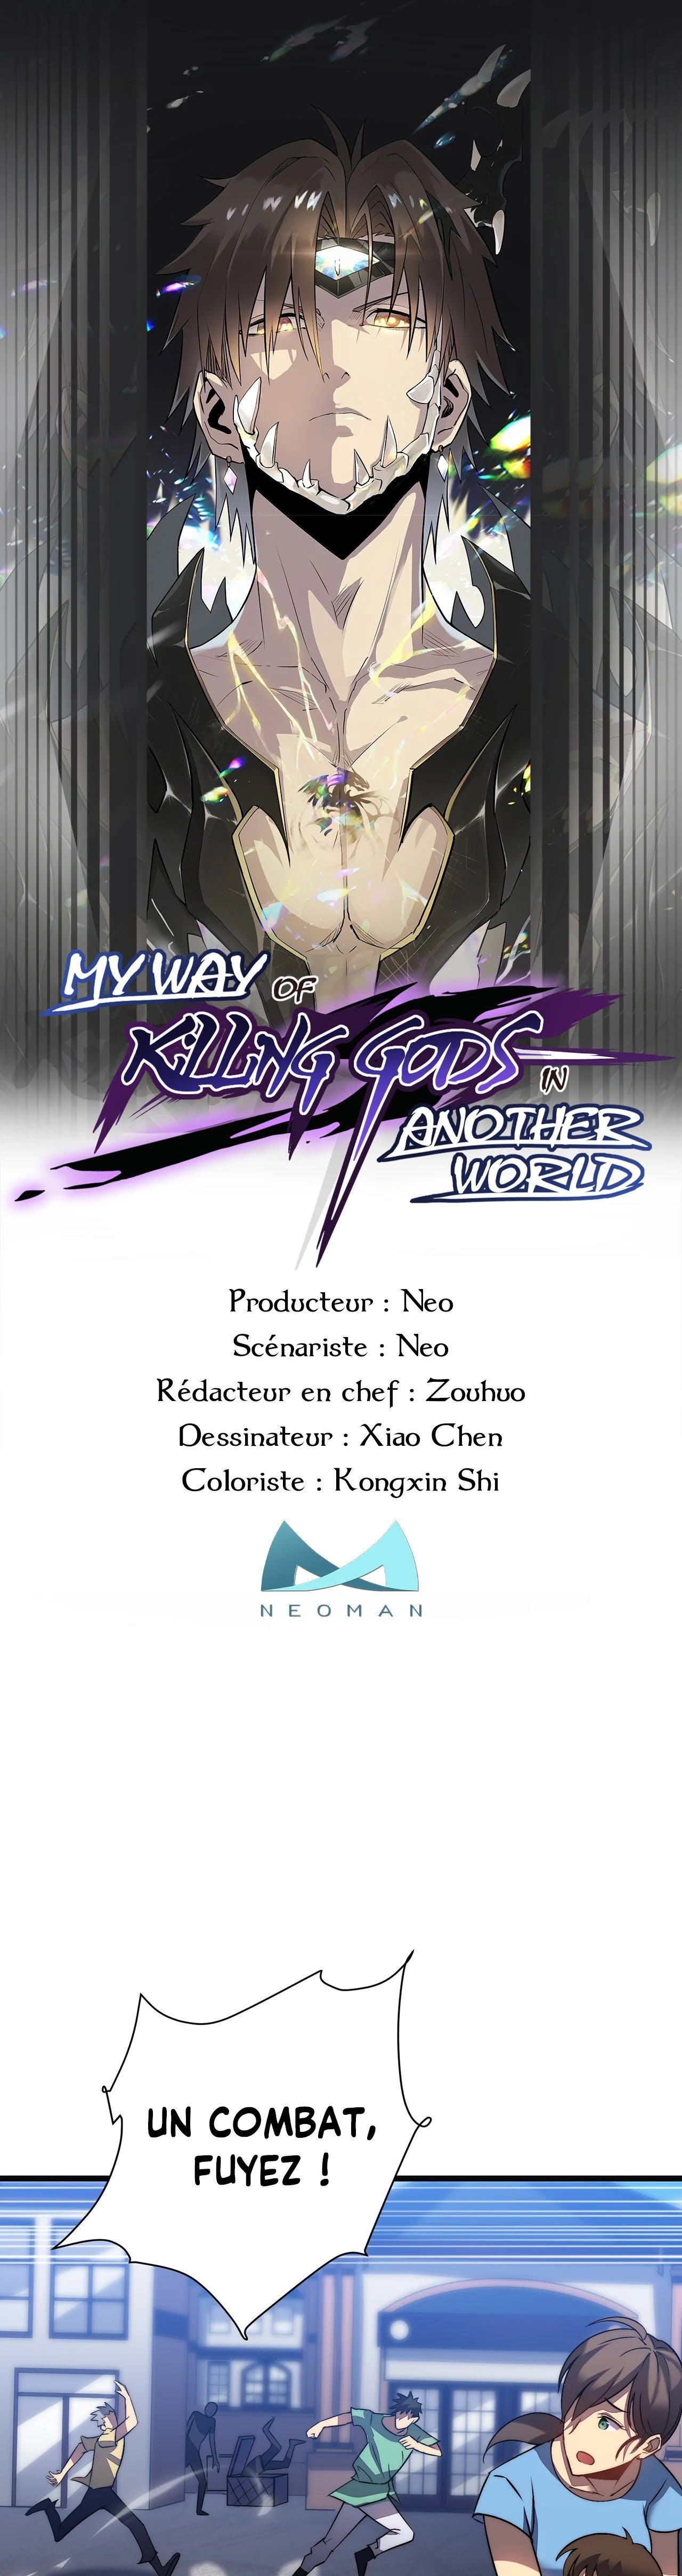 MY WAY OF
KILLING GODS IN
ANOTHER
WORLD
Producteur : Neo
Scénariste : Neo
Rédacteur en chef : Zouhuo
Dessinateur : Xiao Chen
Coloriste : Kongxin Shi
NEOMAN
UN COMBAT,
FUYEZ !